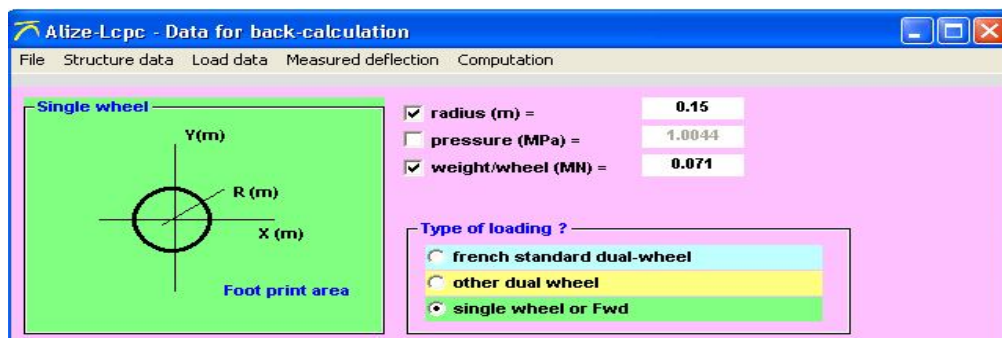 Alize-Lcpc - Data for back-calculation
File Structure data Load data Measured deflection Computation
Single wheel
Y(m)
R (m)
X (m)
Foot print area
radius (m) = 0.15
pressure (MPa) = 1.0044
weight/wheel (MN) = 0.071
Type of loading ?
french standard dual-wheel
other dual wheel
single wheel or Fwd